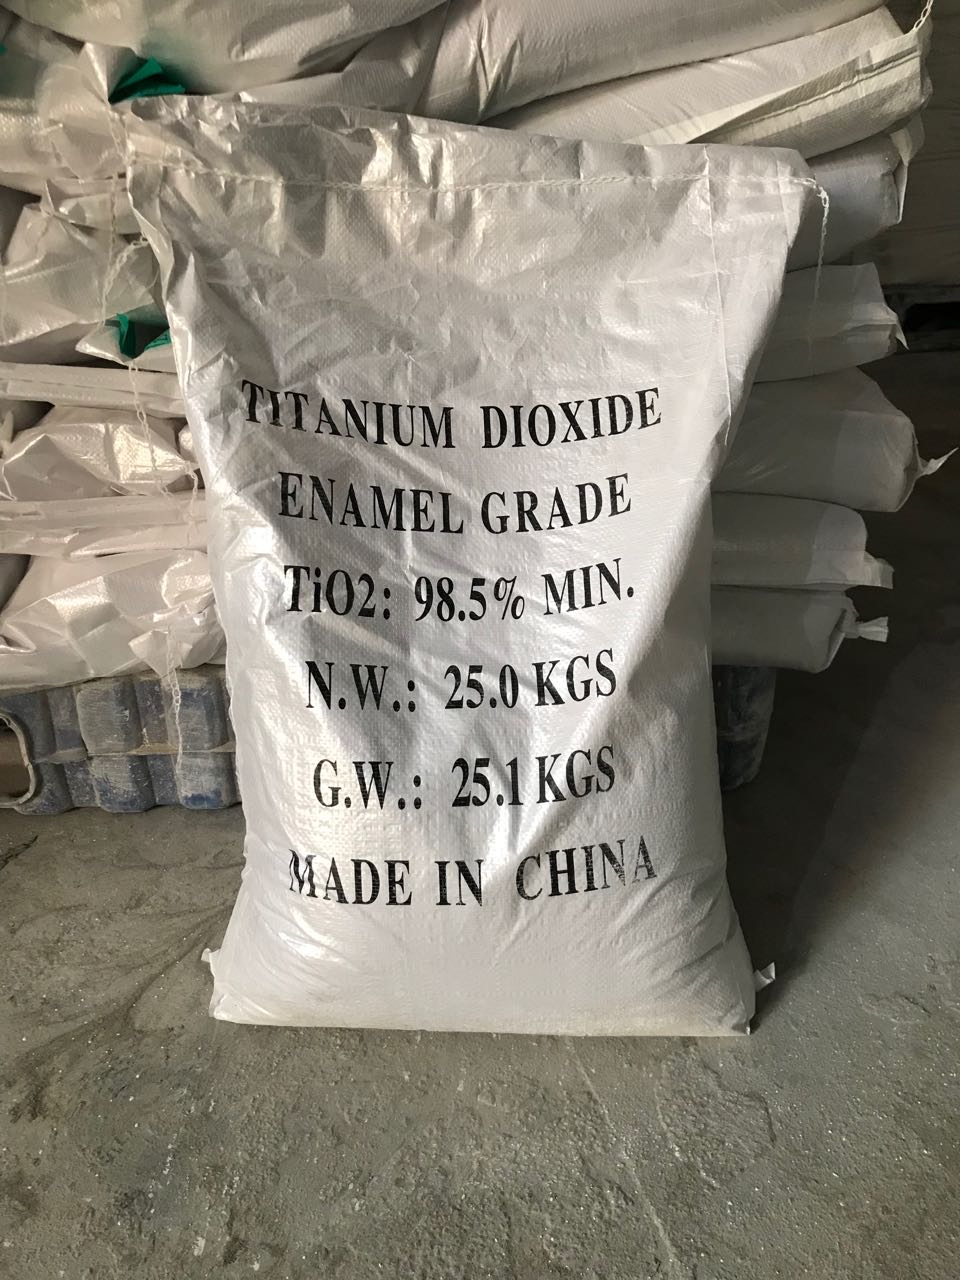 TITANIUM DIOXIDE
ENAMEL GRADE
TiO2: 98.5% MIN.
N.W.: 25.0 KGS
G.W.: 25.1 KGS
MADE IN CHINA